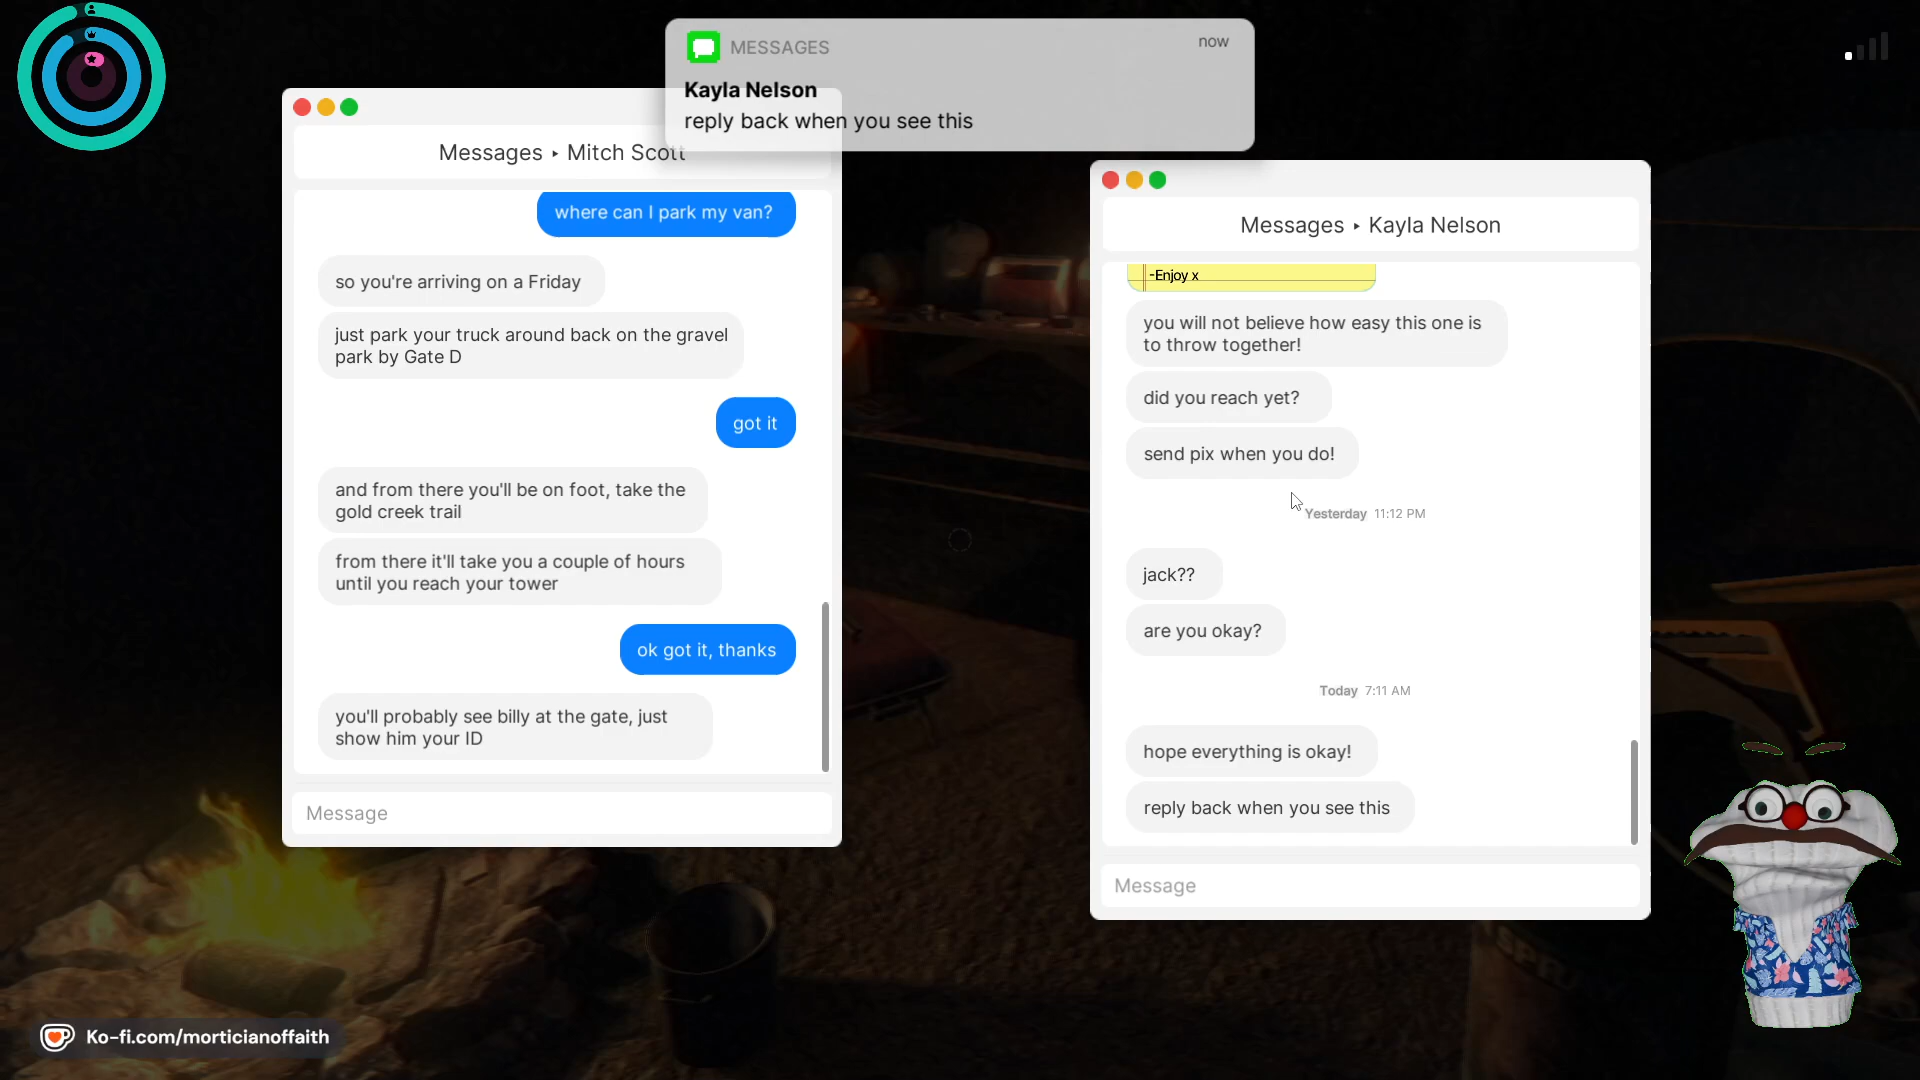 MESSAGES
now
Kayla Nelson
reply back when you see this
Messages ▸ Mitch Scott
where can I park my van?
so you're arriving on a Friday
just park your truck around back on the gravel
park by Gate D
got it
and from there you'll be on foot, take the
gold creek trail
from there it'll take you a couple of hours
until you reach your tower
ok got it, thanks
you'll probably see billy at the gate, just
show him your ID
Message
Messages ▸ Kayla Nelson
-Enjoy x
you will not believe how easy this one is
to throw together!
did you reach yet?
send pix when you do!
Yesterday 11:12 PM
jack??
are you okay?
Today 7:11 AM
hope everything is okay!
reply back when you see this
Message
Ko-fi.com/morticianoffaith